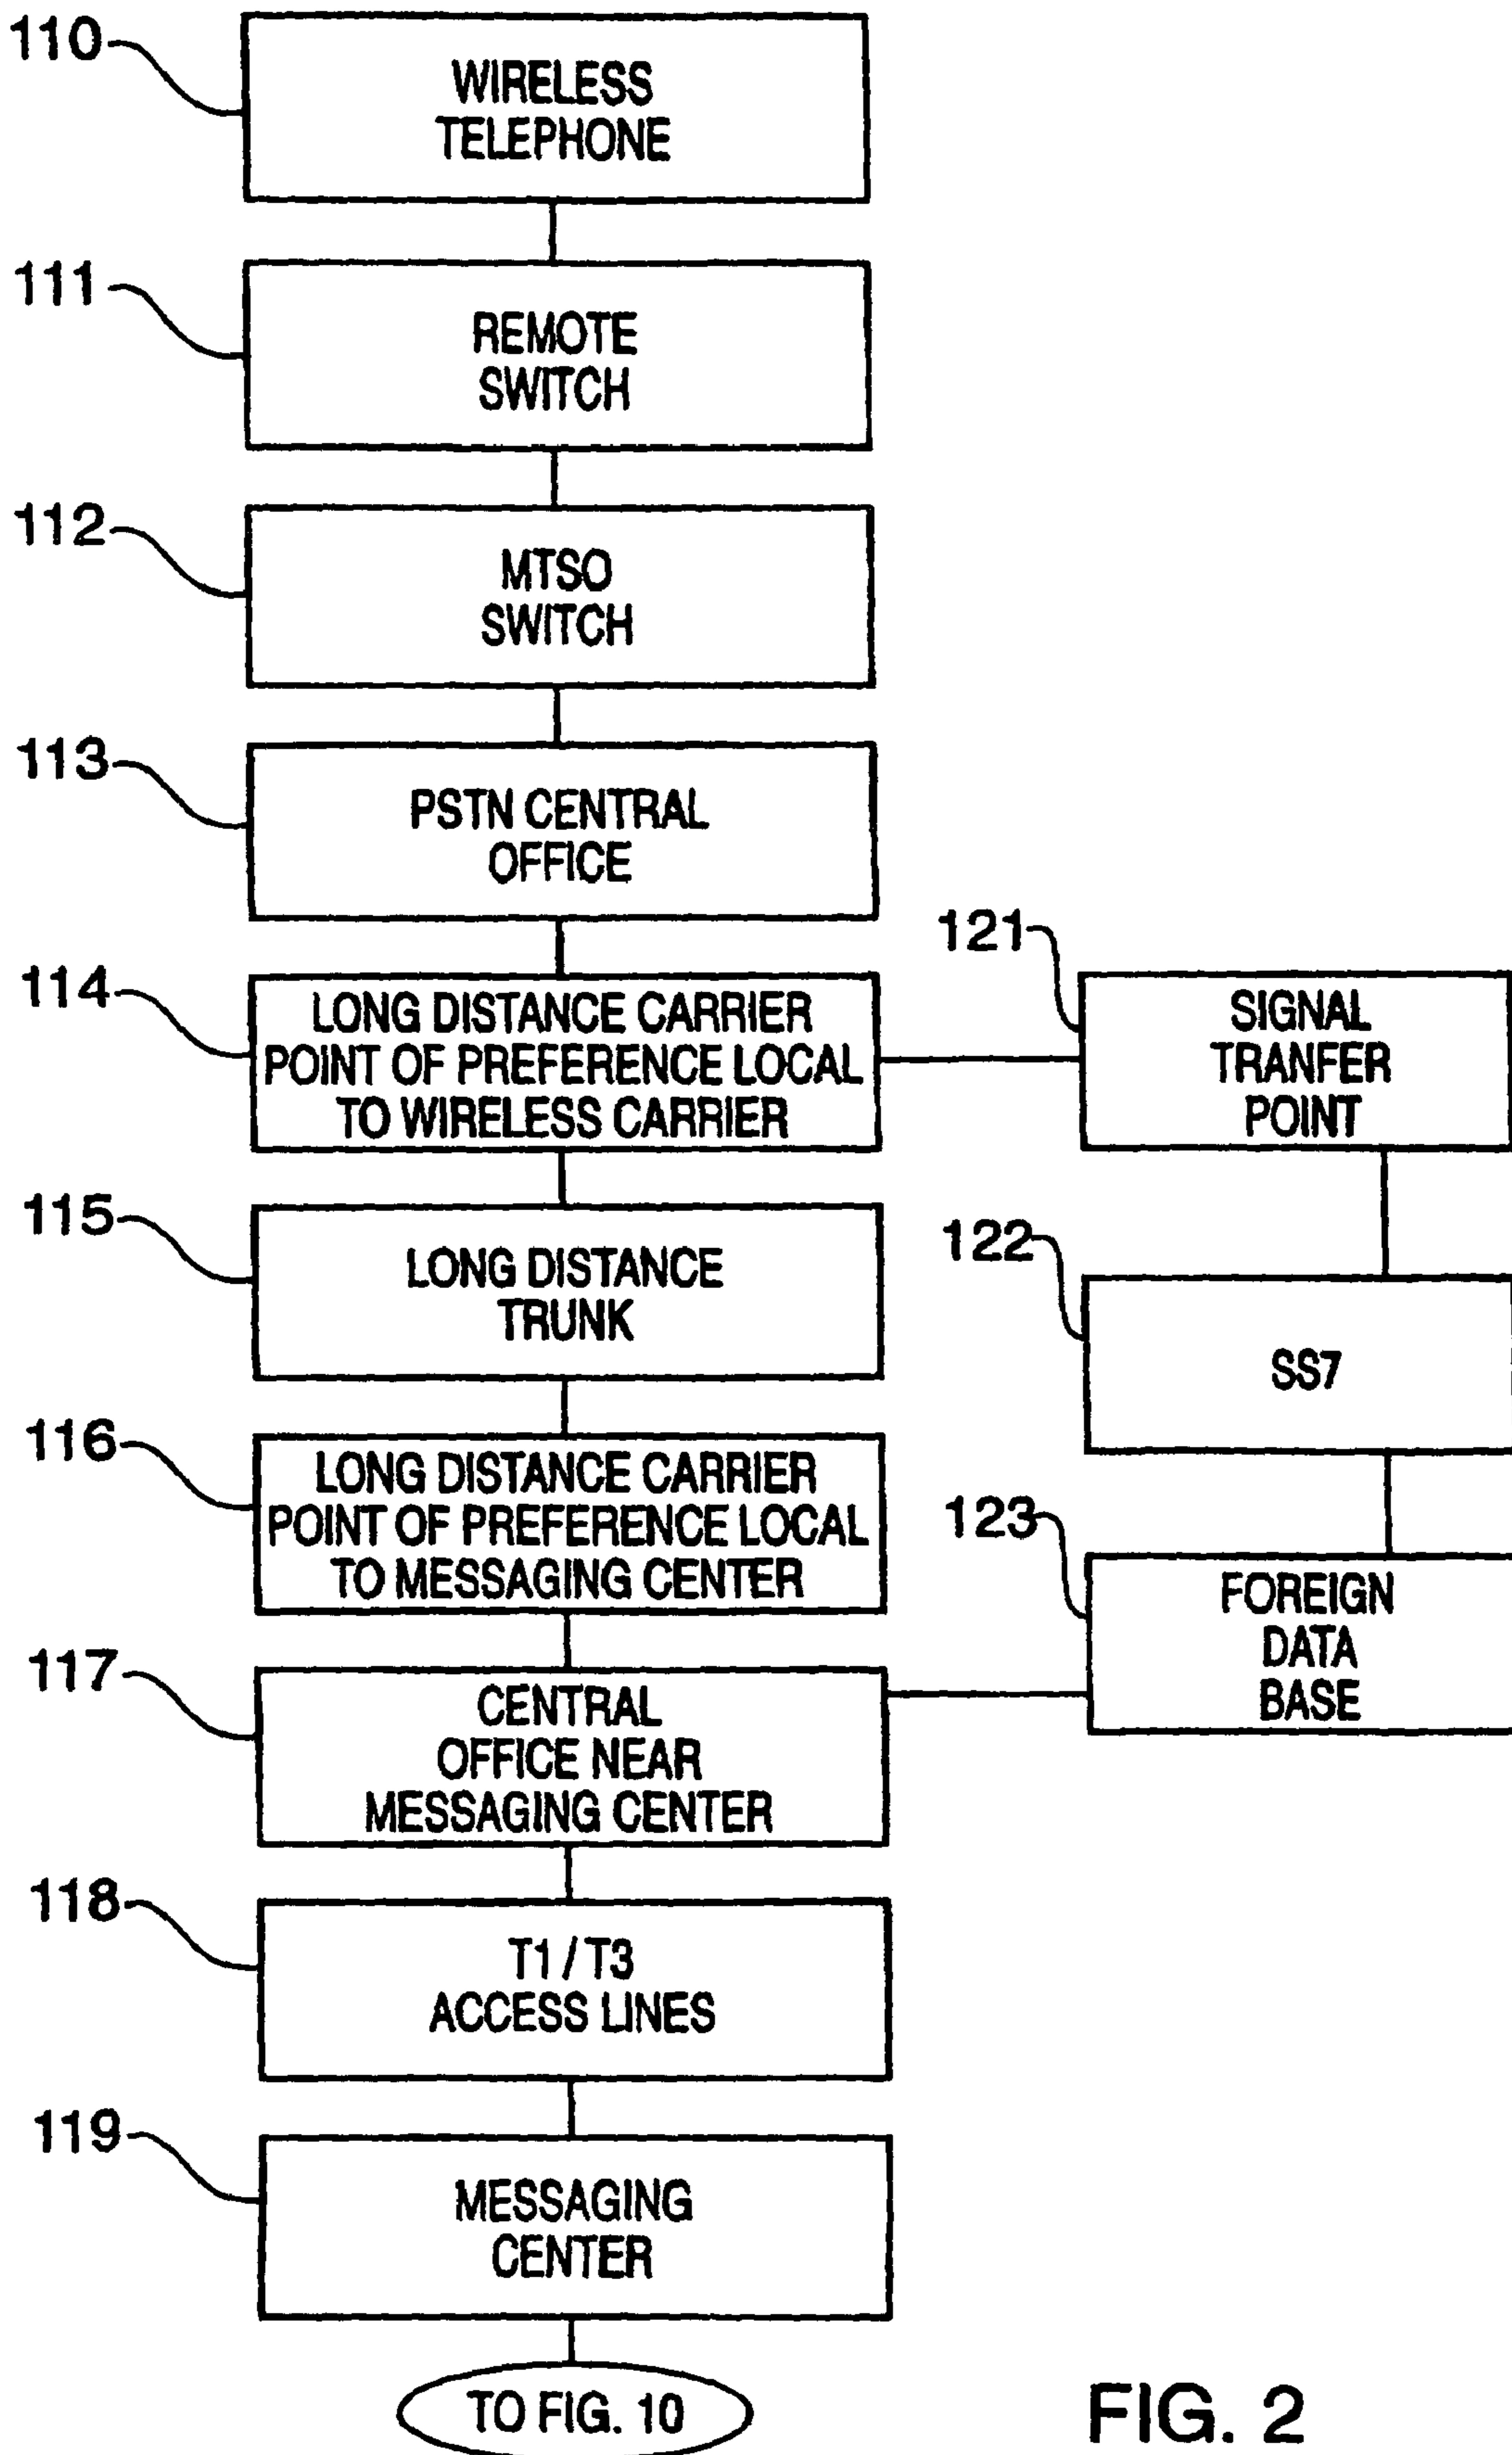 110
WIRELESS
TELEPHONE
111
REMOTE
SWITCH
112
MTSO
SWITCH
113
PSTN CENTRAL
OFFICE
114
LONG DISTANCE CARRIER
POINT OF PREFERENCE LOCAL
TO WIRELESS CARRIER
121
SIGNAL
TRANFER
POINT
115
LONG DISTANCE
TRUNK
122
SS7
116
LONG DISTANCE CARRIER
POINT OF PREFERENCE LOCAL
TO MESSAGING CENTER
123
FOREIGN
DATA
BASE
117
CENTRAL
OFFICE NEAR
MESSAGING CENTER
118
T1 / T3
ACCESS LINES
119
MESSAGING
CENTER
TO FIG. 10
FIG. 2